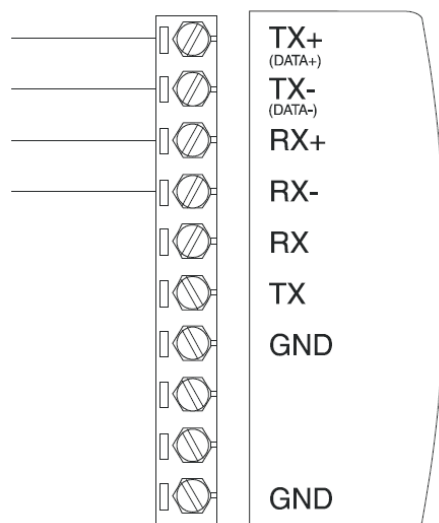 TX+
(DATA+)
TX-
(DATA-)
RX+
RX-
RX
TX
GND
GND